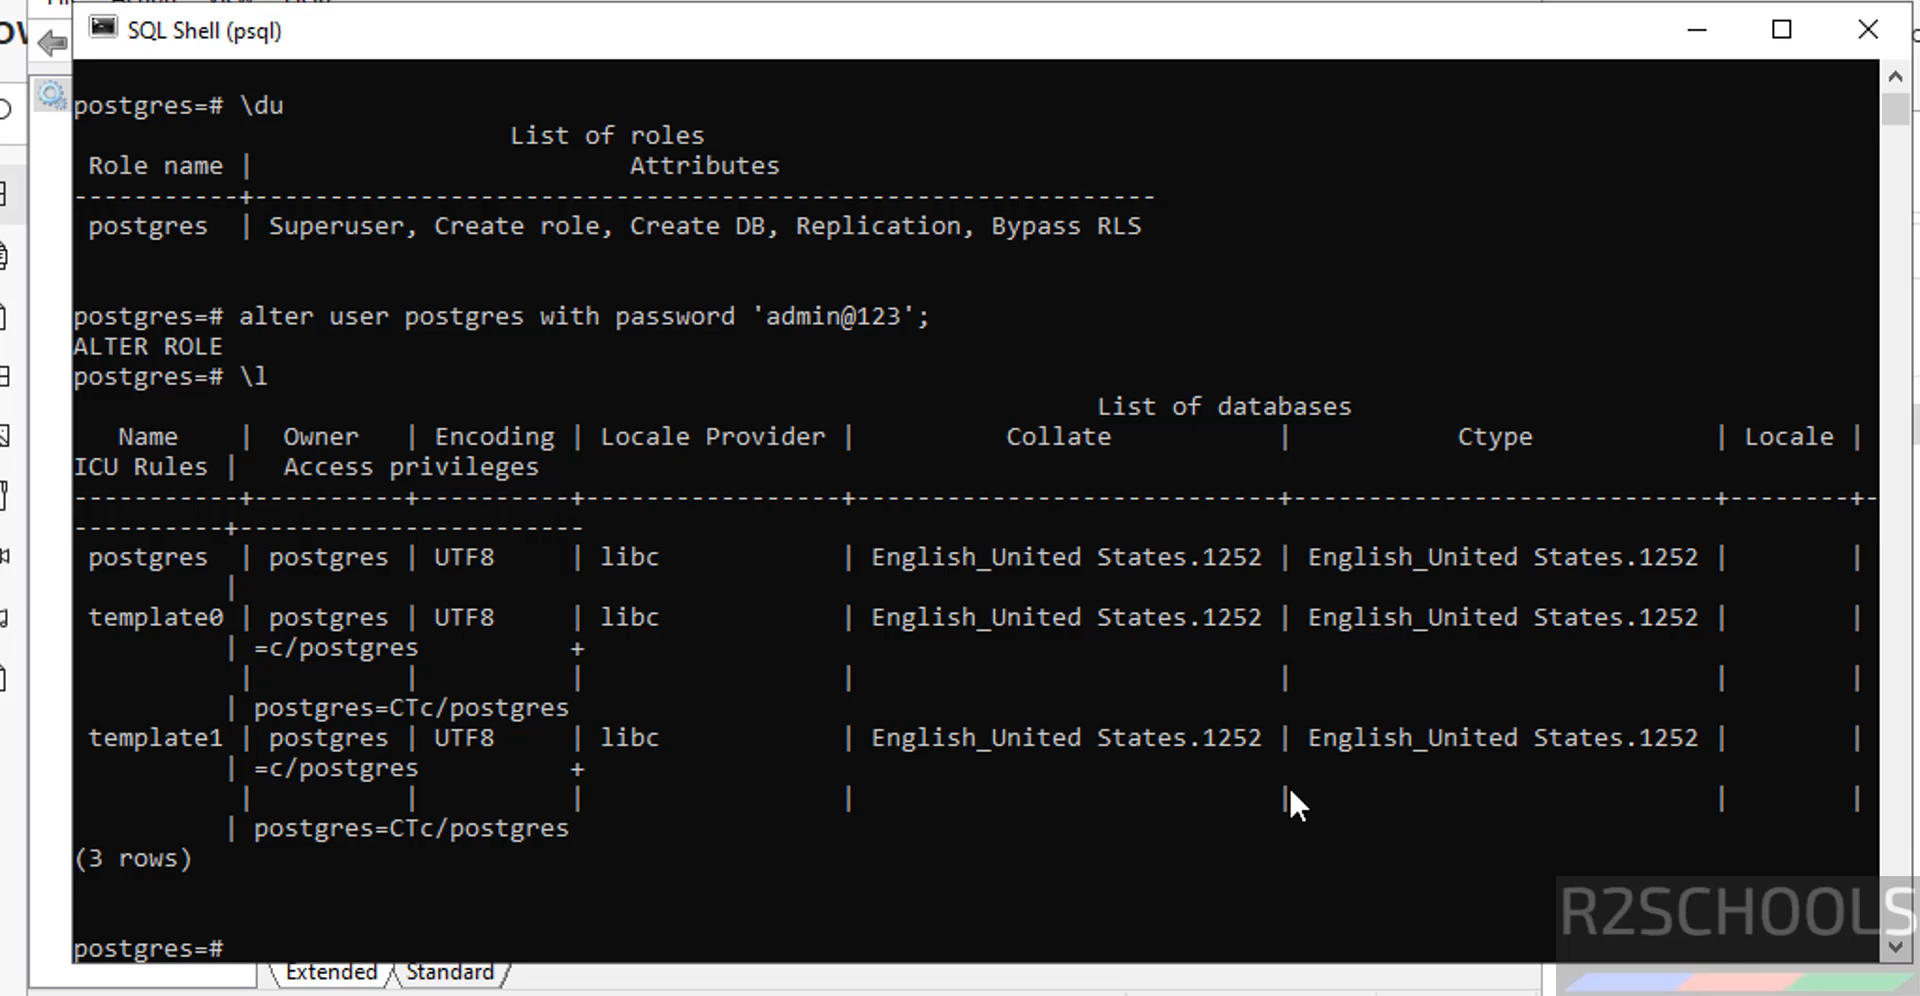 SQL Shell (psql)
postgres=# \du
List of roles
Role name | Attributes
-----------+------------------------------------------------------------
postgres | Superuser, Create role, Create DB, Replication, Bypass RLS
postgres=# alter user postgres with password 'admin@123';
ALTER ROLE
postgres=# \l
List of databases
Name | Owner | Encoding | Locale Provider | Collate | Ctype | Locale |
ICU Rules | Access privileges
-----------+----------+----------+-----------------+----------------------------+----------------------------+--------+-
----------+-----------------------
postgres | postgres | UTF8 | libc | English_United States.1252 | English_United States.1252 | |
|
template0 | postgres | UTF8 | libc | English_United States.1252 | English_United States.1252 | |
| =c/postgres +
| | | | | | |
| postgres=CTc/postgres
template1 | postgres | UTF8 | libc | English_United States.1252 | English_United States.1252 | |
| =c/postgres +
| | | | | | |
| postgres=CTc/postgres
(3 rows)
postgres=#
R2SCHOOLS
Extended
Standard